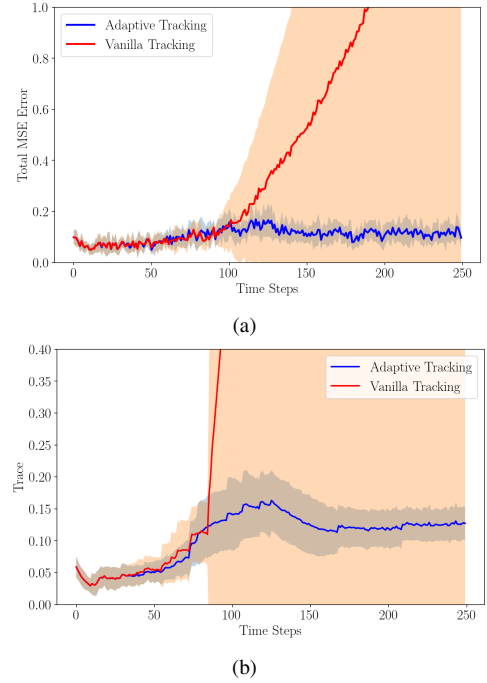 Adaptive Tracking
Vanilla Tracking
Total MSE Error
1.0
0.8
0.6
0.4
0.2
0.0
0
50
100
150
200
250
Time Steps
(a)
Adaptive Tracking
Vanilla Tracking
Trace
0.40
0.35
0.30
0.25
0.20
0.15
0.10
0.05
0.00
0
50
100
150
200
250
Time Steps
(b)